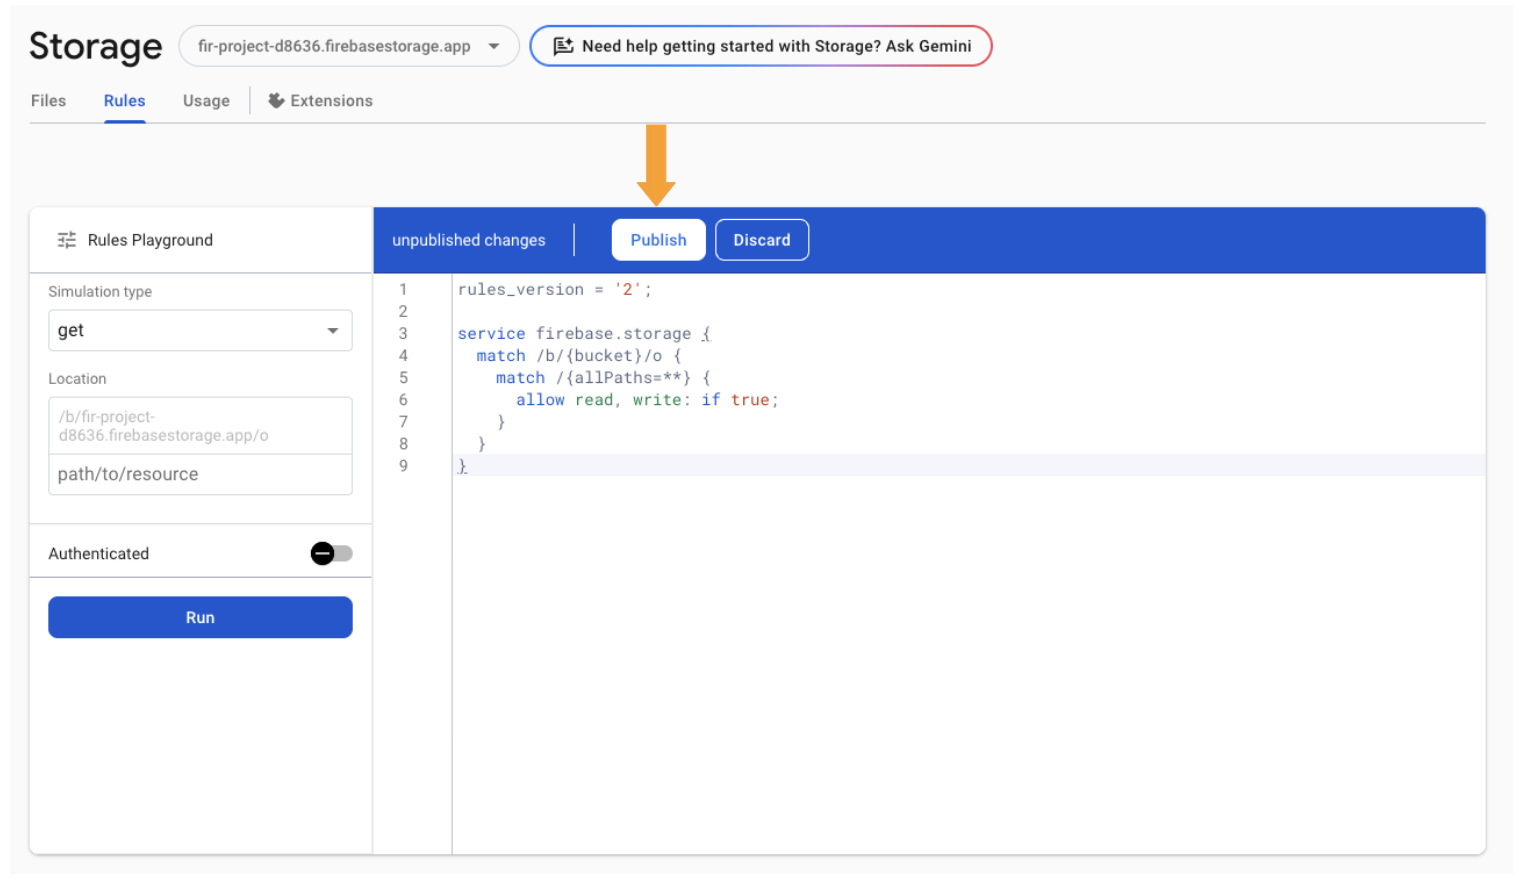 Storage
fir-project-d8636.firebasestorage.app
Need help getting started with Storage? Ask Gemini
Files
Rules
Usage
Extensions
Rules Playground
unpublished changes
Publish
Discard
Simulation type
get
Location
/b/fir-project-
d8636.firebasestorage.app/o
path/to/resource
Authenticated
Run
1 rules_version = '2';
2
3 service firebase.storage {
4 match /b/{bucket}/o {
5 match /{allPaths=**} {
6 allow read, write: if true;
7 }
8 }
9 }